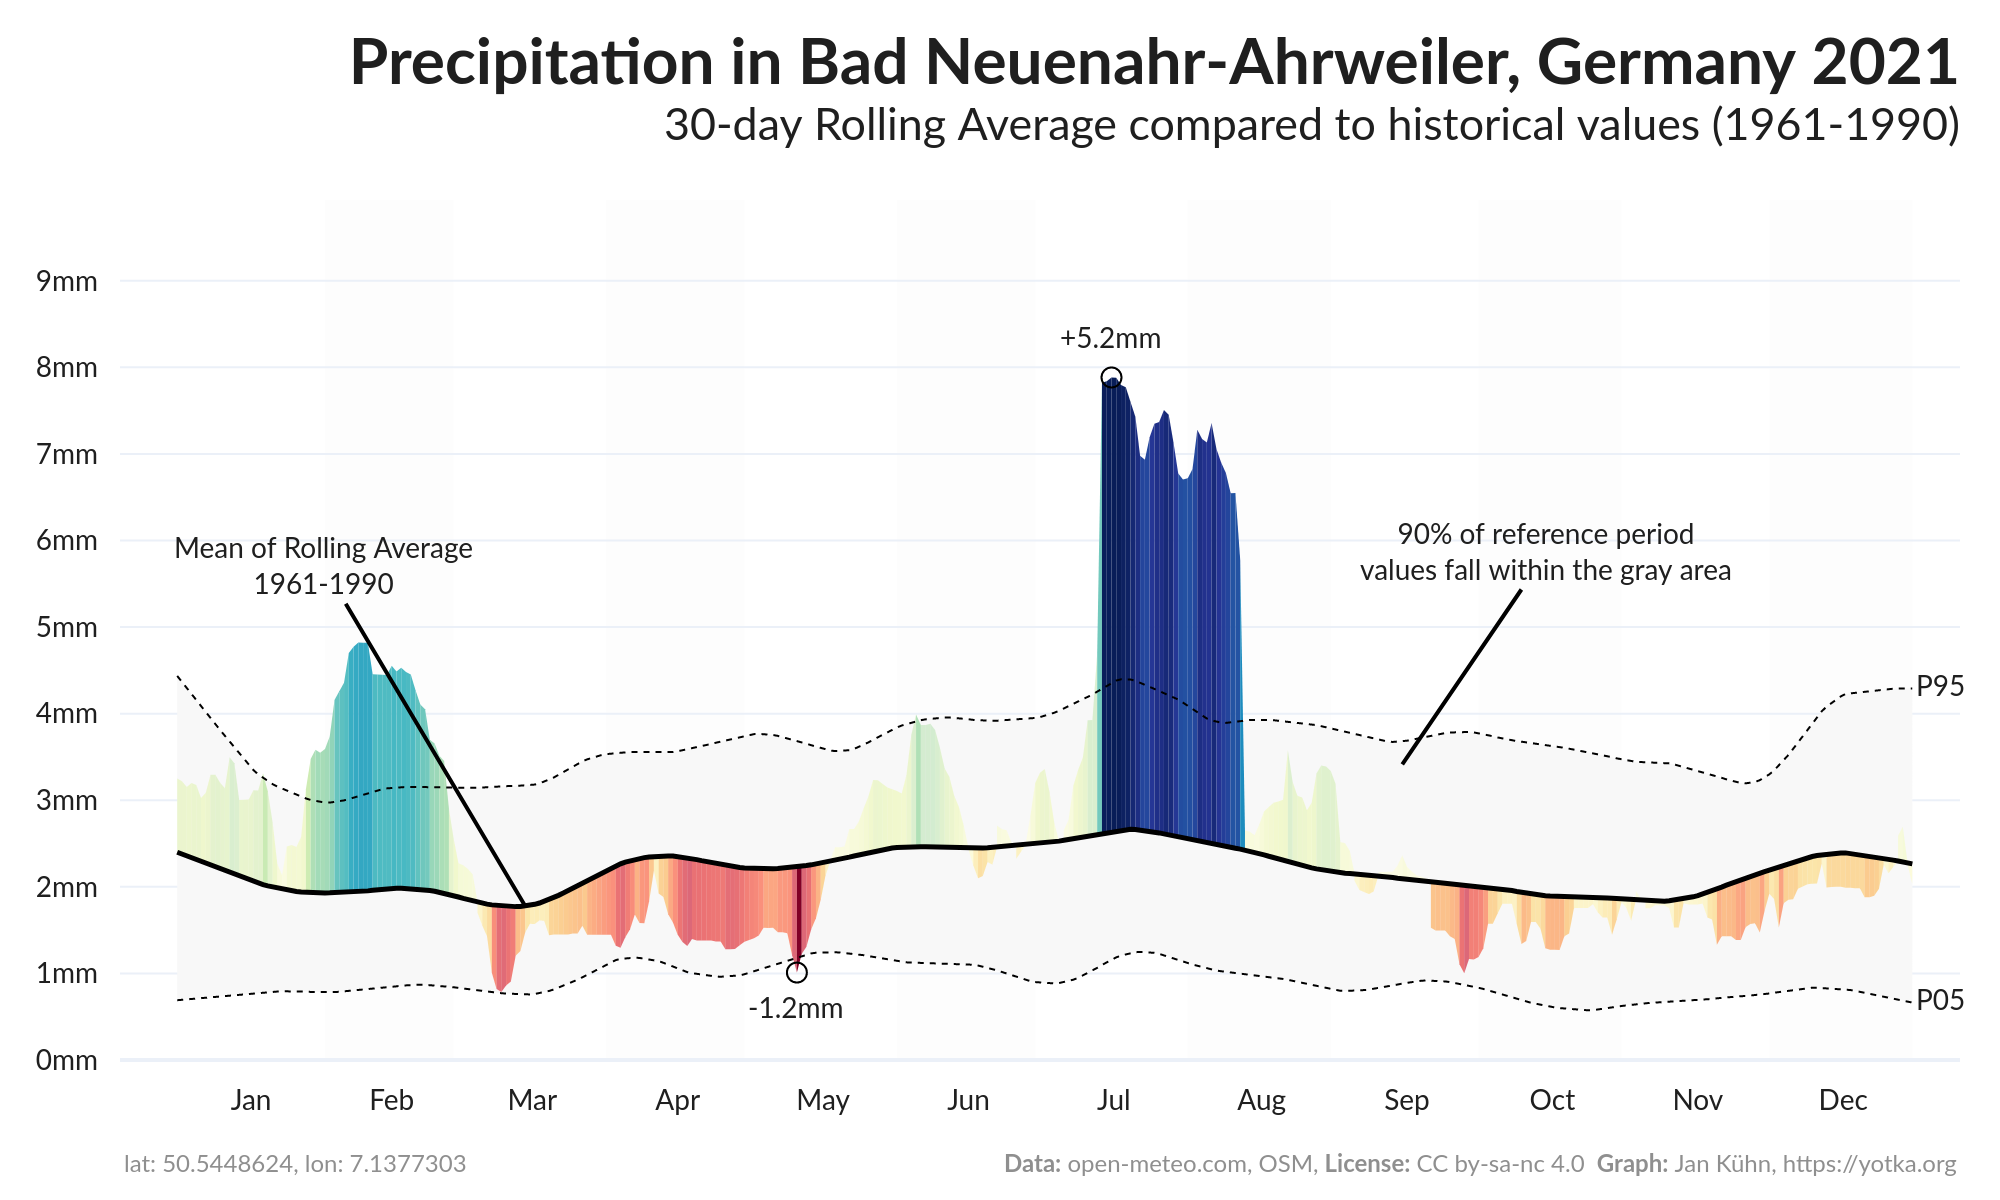 Precipitation in Bad Neuenahr-Ahrweiler, Germany 2021
30-day Rolling Average compared to historical values (1961-1990)
9mm
8mm
7mm
6mm
5mm
4mm
3mm
2mm
1mm
0mm
+5.2mm
Mean of Rolling Average
1961-1990
90% of reference period
values fall within the gray area
P95
-1.2mm
P05
Jan Feb Mar Apr May Jun Jul Aug Sep Oct Nov Dec
lat: 50.5448624, lon: 7.1377303
Data: open-meteo.com, OSM, License: CC by-sa-nc 4.0 Graph: Jan Kühn, https://yotka.org